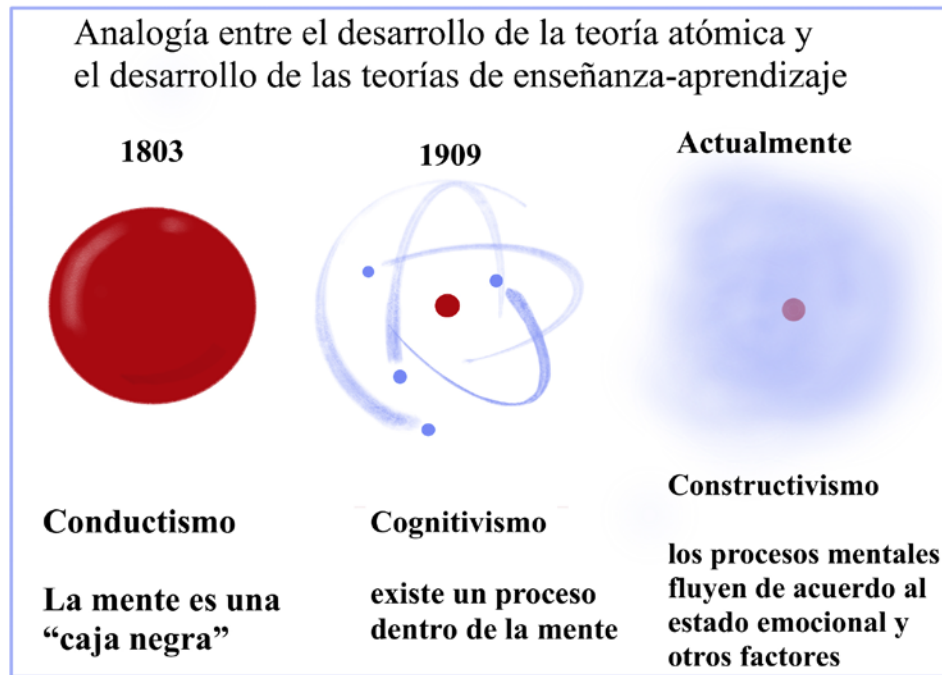 Analogía entre el desarrollo de la teoría atómica y
el desarrollo de las teorías de enseñanza-aprendizaje
1803
1909
Actualmente
Conductismo
La mente es una
“caja negra”
Cognitivismo
existe un proceso
dentro de la mente
Constructivismo
los procesos mentales
fluyen de acuerdo al
estado emocional y
otros factores